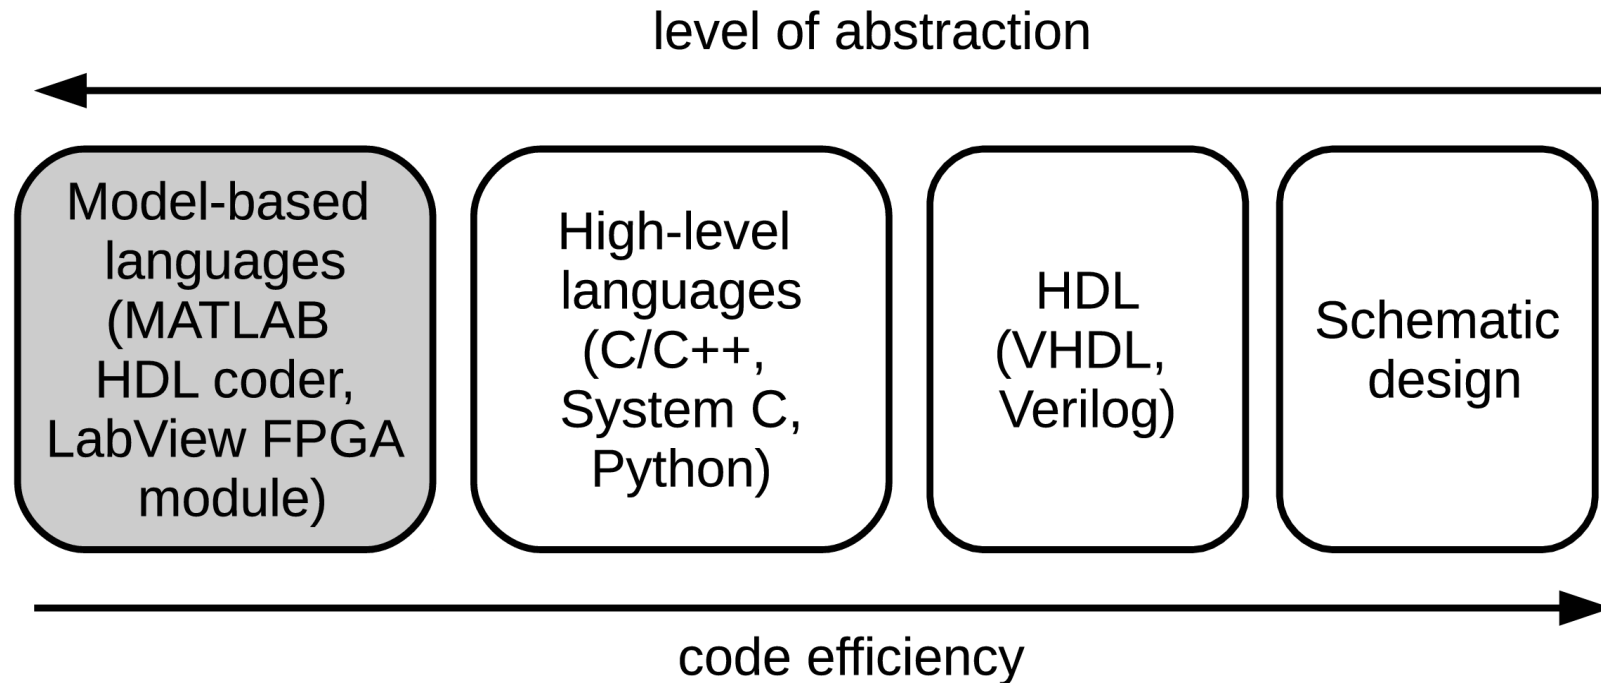 level of abstraction
Model-based
languages
(MATLAB
HDL coder,
LabView FPGA
module)
High-level
languages
(C/C++,
System C,
Python)
HDL
(VHDL,
Verilog)
Schematic
design
code efficiency